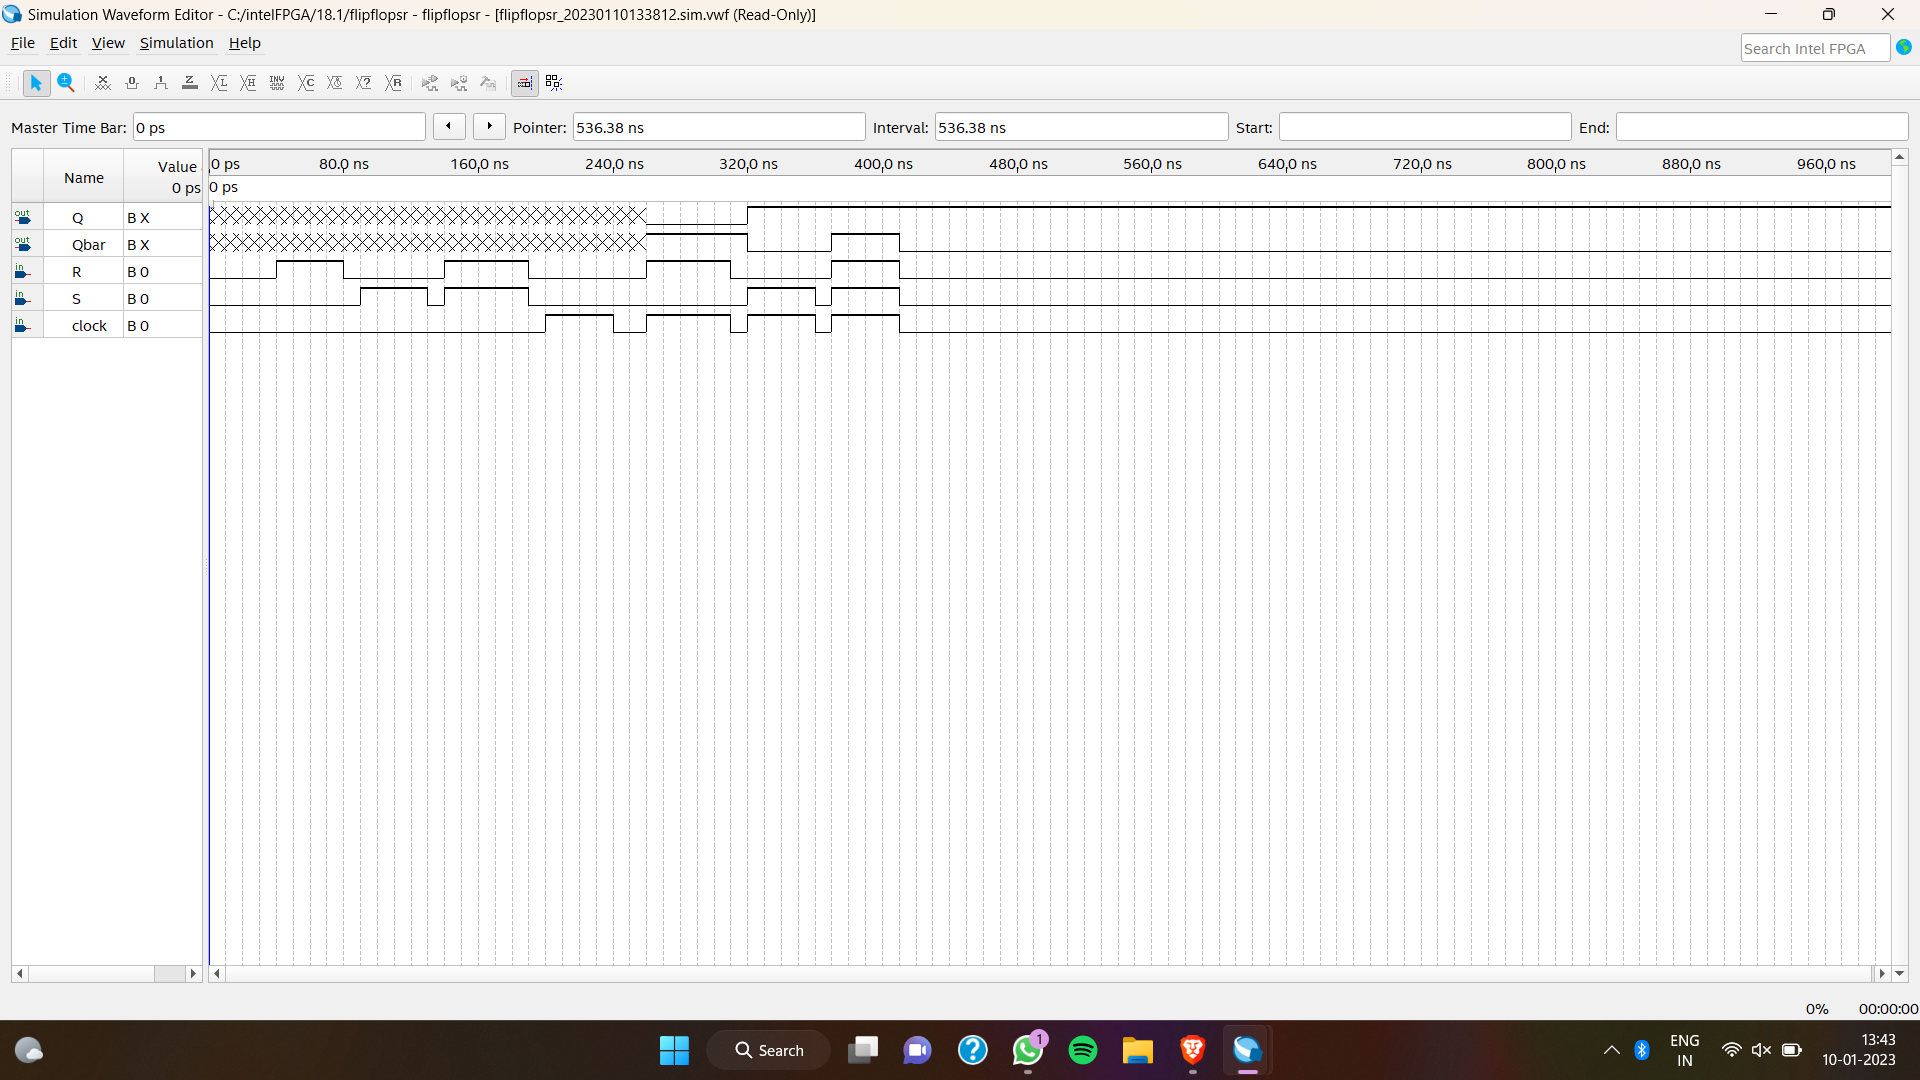 Simulation Waveform Editor - C:/intelFPGA/18.1/flipflopsr - flipflopsr - [flipflopsr_20230110133812.sim.vwf (Read-Only)]
File Edit View Simulation Help
Search Intel FPGA
Master Time Bar: 0 ps Pointer: 536.38 ns Interval: 536.38 ns Start: End:
Name Value 0 ps 80.0 ns 160.0 ns 240.0 ns 320.0 ns 400.0 ns 480.0 ns 560.0 ns 640.0 ns 720.0 ns 800.0 ns 880.0 ns 960.0 ns
0 ps 0 ps
out Q B X
out Qbar B X
in R B 0
in S B 0
in clock B 0
0% 00:00:00
Search
1
ENG
IN
13:43
10-01-2023